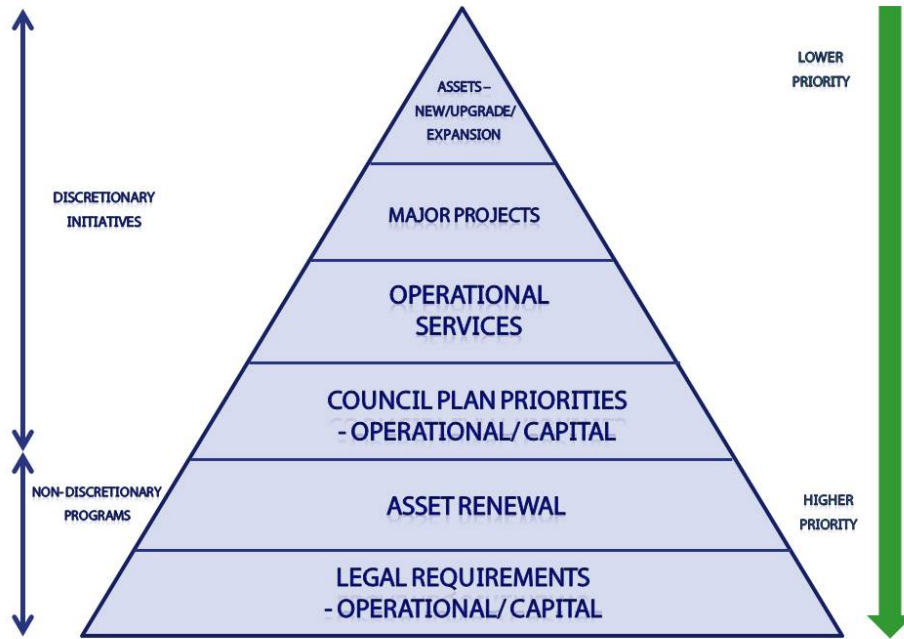 ASSETS –
NEW/UPGRADE/
EXPANSION
LOWER
PRIORITY
DISCRETIONARY
INITIATIVES
MAJOR PROJECTS
OPERATIONAL
SERVICES
COUNCIL PLAN PRIORITIES
- OPERATIONAL/ CAPITAL
NON-DISCRETIONARY
PROGRAMS
ASSET RENEWAL
HIGHER
PRIORITY
LEGAL REQUIREMENTS
- OPERATIONAL/ CAPITAL